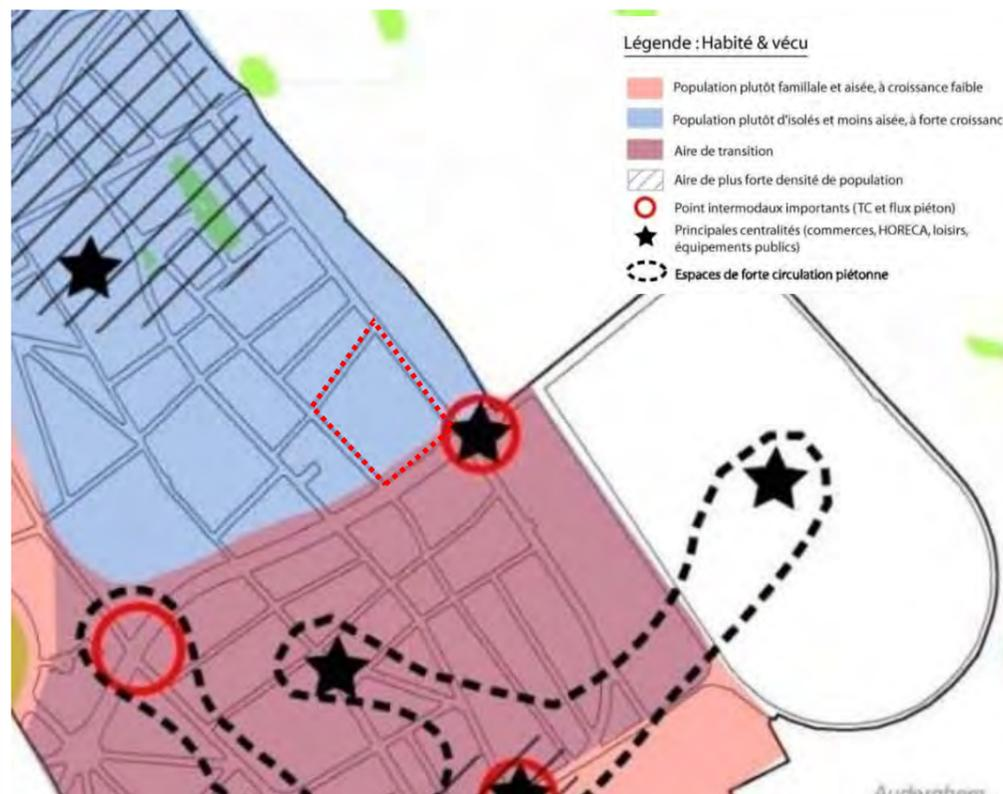 Légende : Habité & vécu
Population plutôt famillale et aisée, à croissance faible
Population plutôt d'isolés et moins aisée, à forte croissance
Aire de transition
Aire de plus forte densité de population
Point intermodaux importants (TC et flux piéton)
Principales centralités (commerces, HORECA, loisirs,
équipements publics)
Espaces de forte circulation piétonne
Auderghem